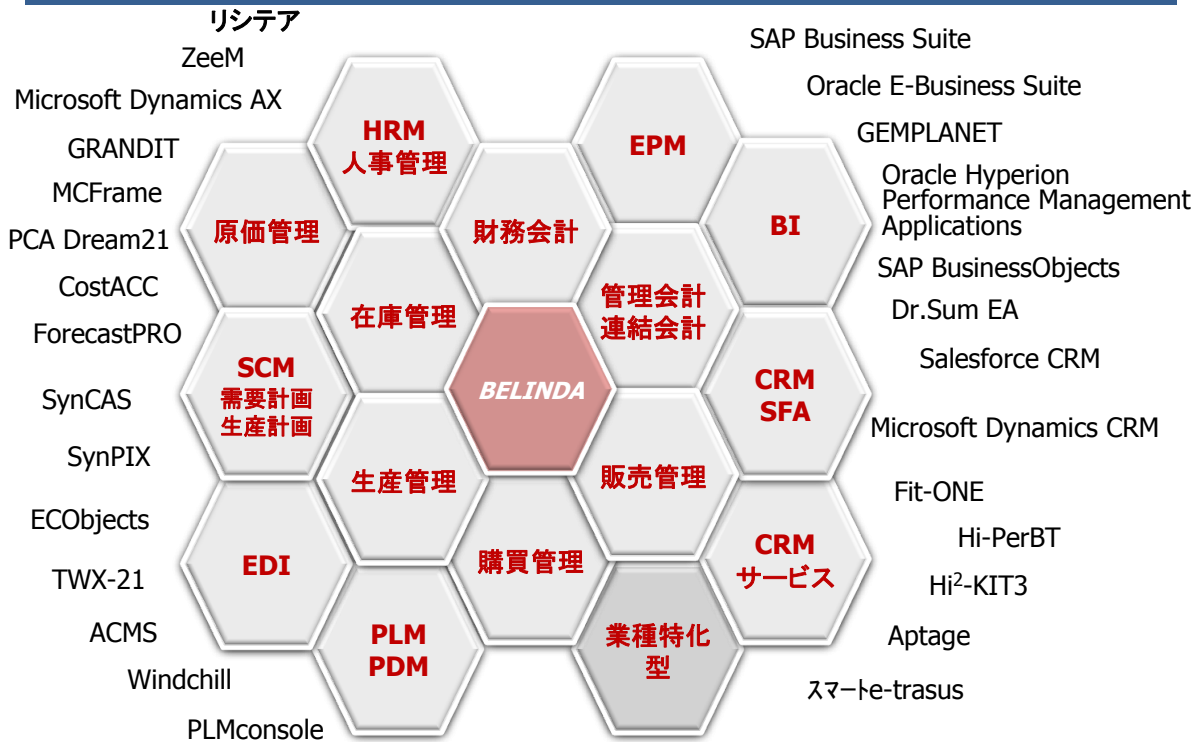 リシテア
ZeeM
Microsoft Dynamics AX
GRANDIT
MCFrame
PCA Dream21
CostACC
ForecastPRO
SynCAS
SynPIX
ECObjects
TWX-21
ACMS
Windchill
PLMconsole
HRM
人事管理
EPM
原価管理
財務会計
BI
在庫管理
管理会計
連結会計
SCM
需要計画
生産計画
BELINDA
CRM
SFA
生産管理
販売管理
EDI
購買管理
CRM
サービス
PLM
PDM
業種特化
型
SAP Business Suite
Oracle E-Business Suite
GEMPLANET
Oracle Hyperion
Performance Management
Applications
SAP BusinessObjects
Dr.Sum EA
Salesforce CRM
Microsoft Dynamics CRM
Fit-ONE
Hi-PerBT
Hi²-KIT3
Aptage
ｽﾏｰﾄe-trasus